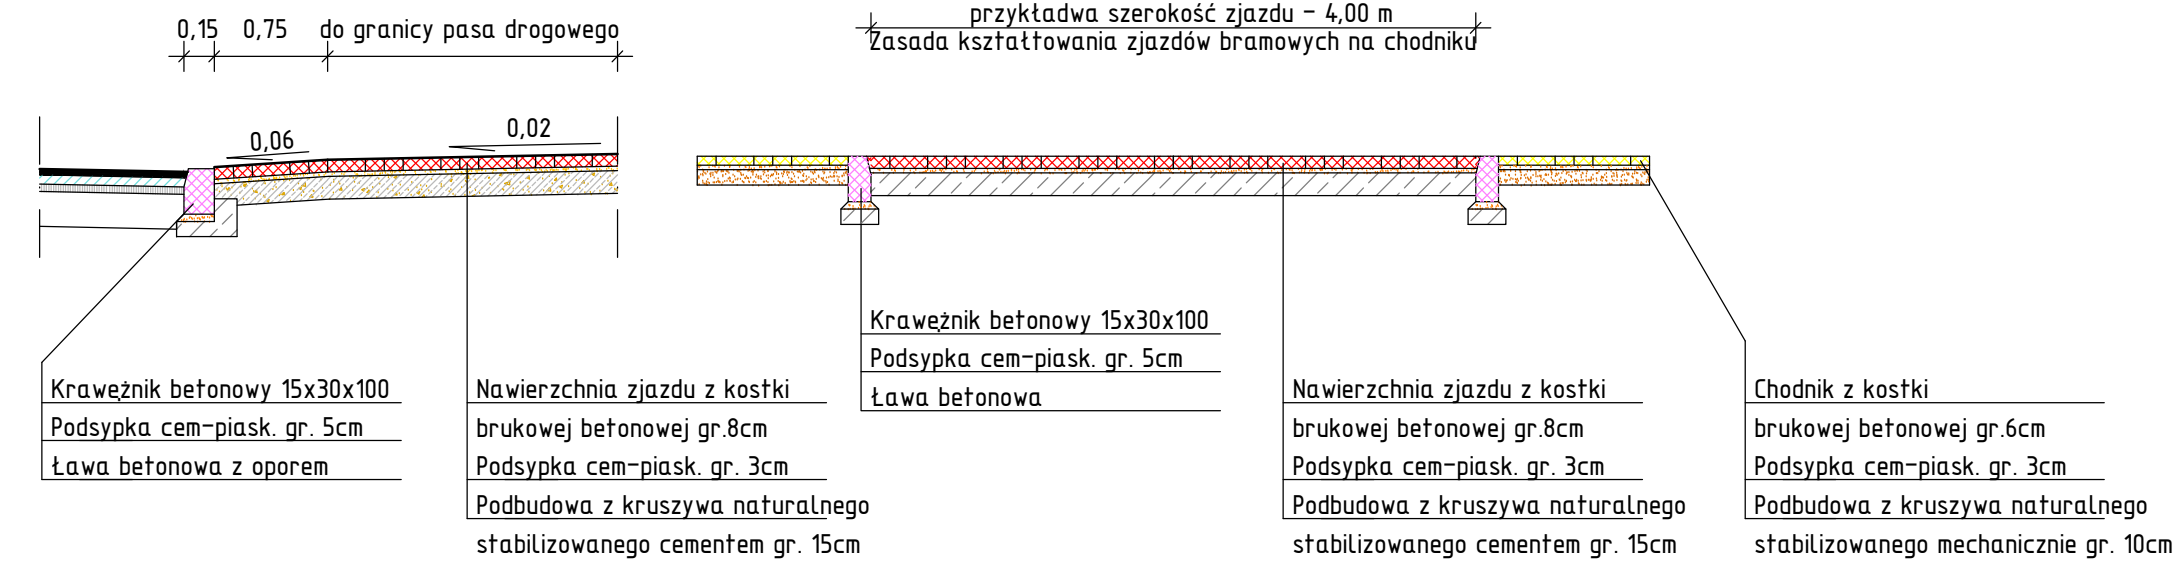 przykładwa szerokość zjazdu - 4,00 m
Zasada kształtowania zjazdów bramowych na chodniku
0,15
0,75
do granicy pasa drogowego
0,06
0,02
Krawężnik betonowy 15x30x100
Podsypka cem-piask. gr. 5cm
Ława betonowa z oporem
Nawierzchnia zjazdu z kostki
brukowej betonowej gr.8cm
Podsypka cem-piask. gr. 3cm
Podbudowa z kruszywa naturalnego
stabilizowanego cementem gr. 15cm
Krawężnik betonowy 15x30x100
Podsypka cem-piask. gr. 5cm
Ława betonowa
Nawierzchnia zjazdu z kostki
brukowej betonowej gr.8cm
Podsypka cem-piask. gr. 3cm
Podbudowa z kruszywa naturalnego
stabilizowanego cementem gr. 15cm
Chodnik z kostki
brukowej betonowej gr.6cm
Podsypka cem-piask. gr. 3cm
Podbudowa z kruszywa naturalnego
stabilizowanego mechanicznie gr. 10cm